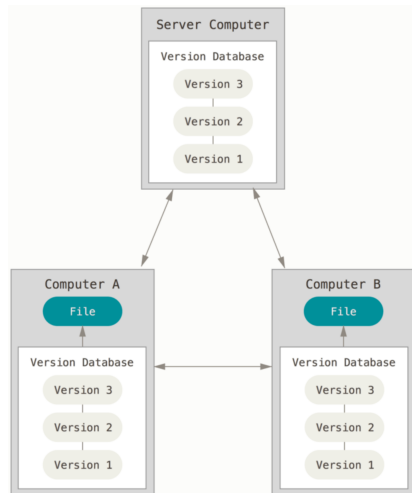 Server Computer
Version Database
Version 3
Version 2
Version 1
Computer A
File
Version Database
Version 3
Version 2
Version 1
Computer B
File
Version Database
Version 3
Version 2
Version 1